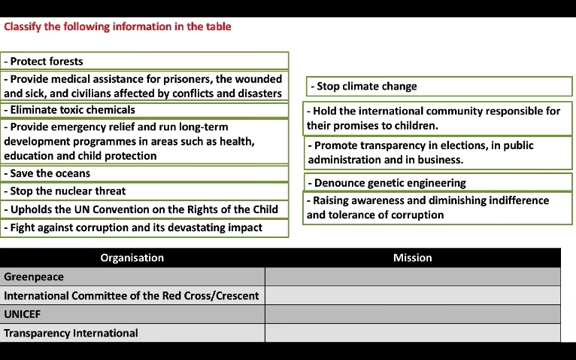 Classify the following information in the table
- Protect forests
- Provide medical assistance for prisoners, the wounded
and sick, and civilians affected by conflicts and disasters
- Eliminate toxic chemicals
- Provide emergency relief and run long-term
development programmes in areas such as health,
education and child protection
- Save the oceans
- Stop the nuclear threat
- Upholds the UN Convention on the Rights of the Child
- Fight against corruption and its devastating impact
- Stop climate change
- Hold the international community responsible for
their promises to children.
- Promote transparency in elections, in public
administration and in business.
- Denounce genetic engineering
- Raising awareness and diminishing indifference
and tolerance of corruption
Organisation Mission
Greenpeace
International Committee of the Red Cross/Crescent
UNICEF
Transparency International